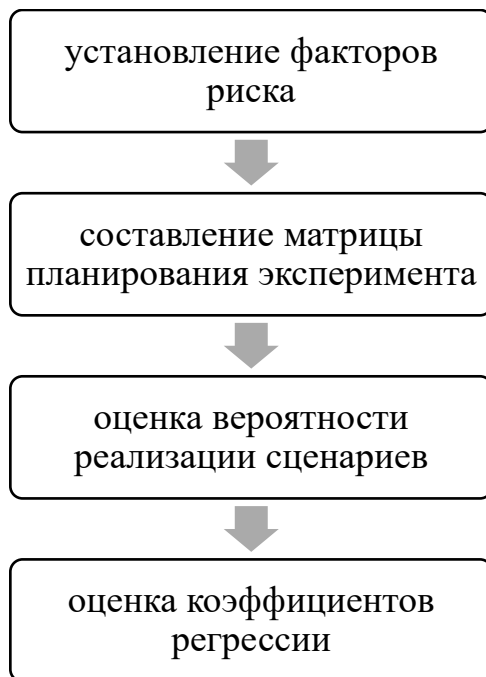 установление факторов
риска
составление матрицы
планирования эксперимента
оценка вероятности
реализации сценариев
оценка коэффициентов
регрессии